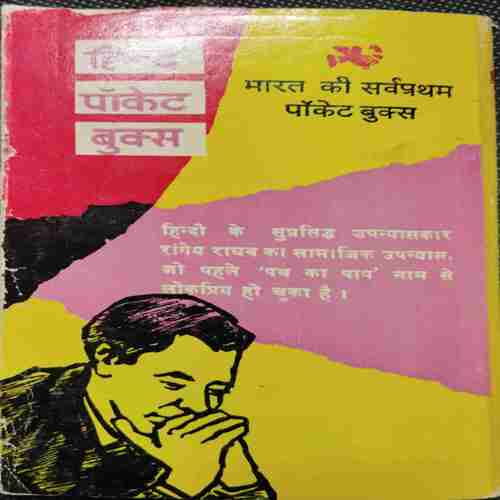 हिन्द
पॉकेट
बुक्स
भारत की सर्वप्रथम
पॉकेट बुक्स
हिन्दी के सुप्रसिद्ध उपन्यासकार
रांगेय राघव का सामाजिक उपन्यास,
जो पहले 'पथ का पाप' नाम से
लोकप्रिय हो चुका है।